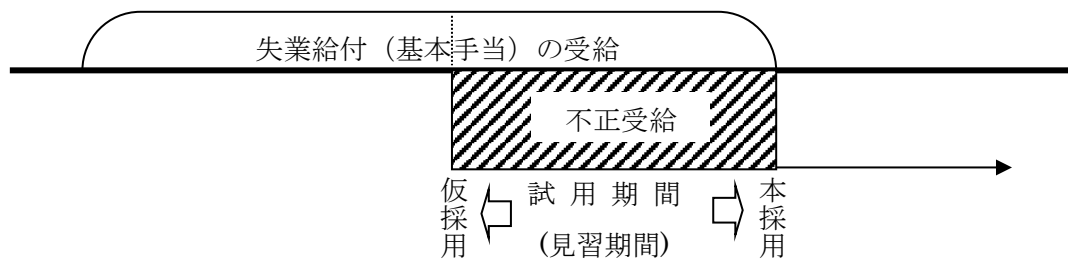 失業給付（基本手当）の受給
不正受給
仮採用
試用期間
(見習期間)
本採用